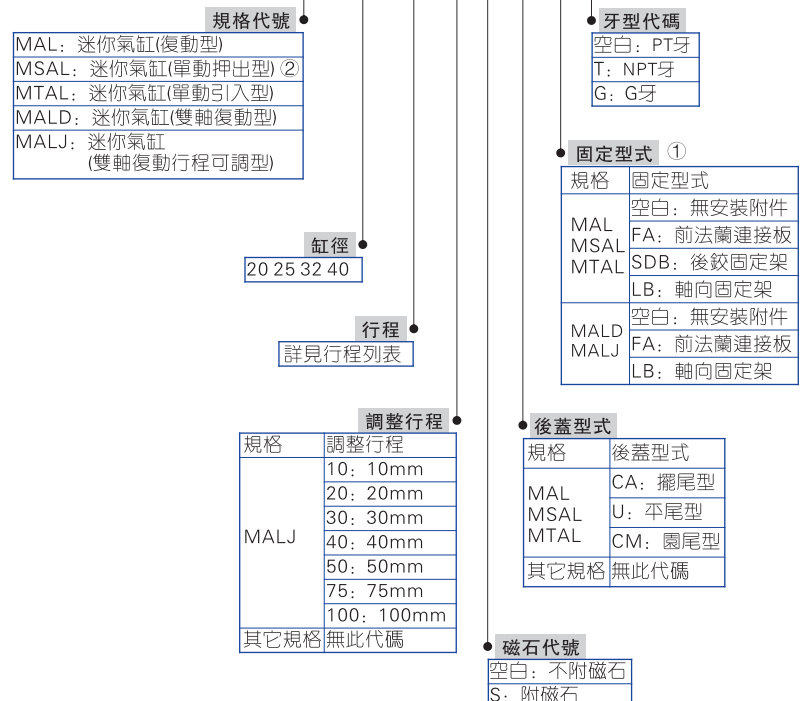 規格代號
MAL：迷你氣缸(復動型)
MSAL：迷你氣缸(單動押出型) ②
MTAL：迷你氣缸(單動引入型)
MALD：迷你氣缸(雙軸復動型)
MALJ：迷你氣缸
(雙軸復動行程可調型)
牙型代碼
空白：PT牙
T：NPT牙
G：G牙
固定型式 ①
規格 固定型式
MAL
MSAL
MTAL
空白：無安裝附件
FA：前法蘭連接板
SDB：後鉸固定架
LB：軸向固定架
MALD
MALJ
空白：無安裝附件
FA：前法蘭連接板
LB：軸向固定架
缸徑
20 25 32 40
行程
詳見行程列表
調整行程
規格 調整行程
MALJ
10：10mm
20：20mm
30：30mm
40：40mm
50：50mm
75：75mm
100：100mm
其它規格 無此代碼
後蓋型式
規格 後蓋型式
MAL
MSAL
MTAL
CA：擺尾型
U：平尾型
CM：園尾型
其它規格 無此代碼
磁石代號
空白：不附磁石
S：附磁石